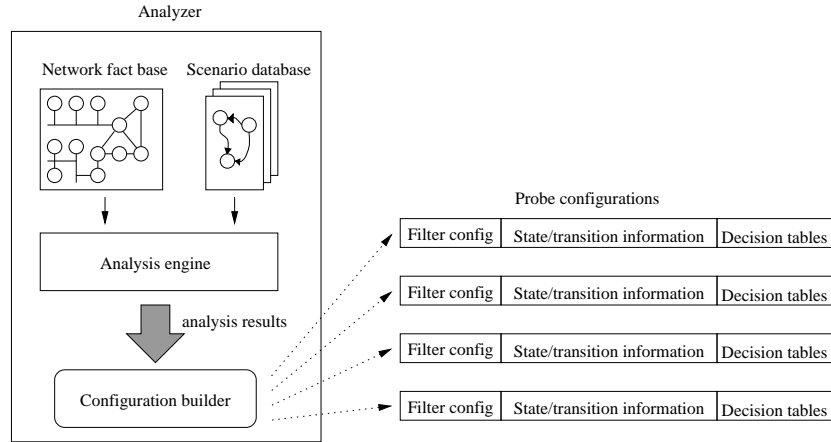 Analyzer
Network fact base
Scenario database
Analysis engine
analysis results
Configuration builder
Probe configurations
Filter config State/transition information Decision tables
Filter config State/transition information Decision tables
Filter config State/transition information Decision tables
Filter config State/transition information Decision tables